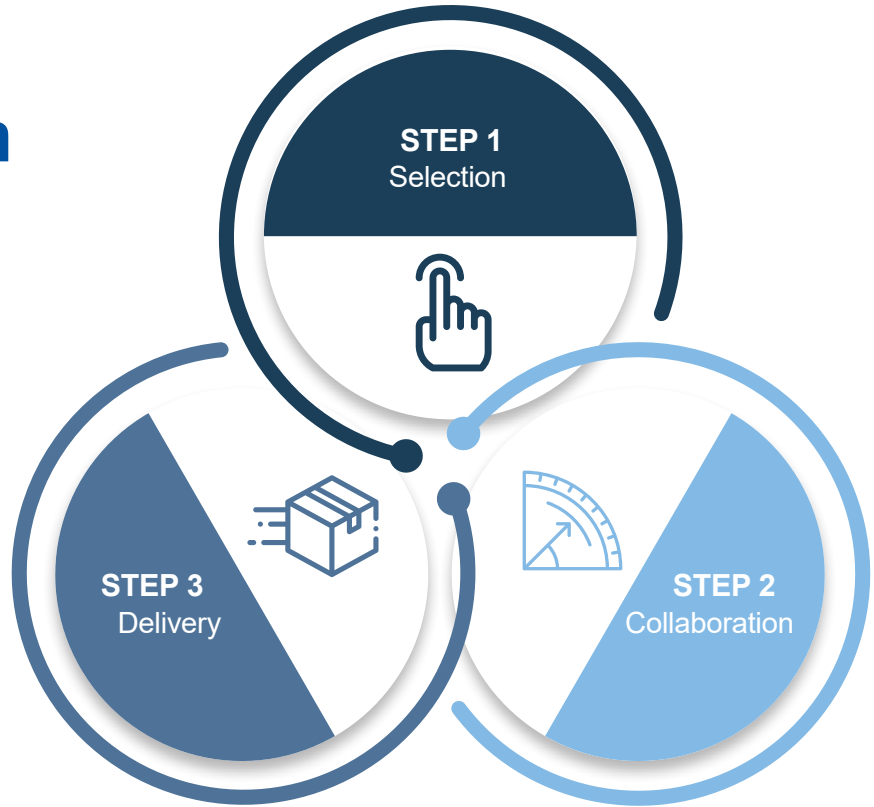 STEP 1
Selection
STEP 2
Collaboration
STEP 3
Delivery